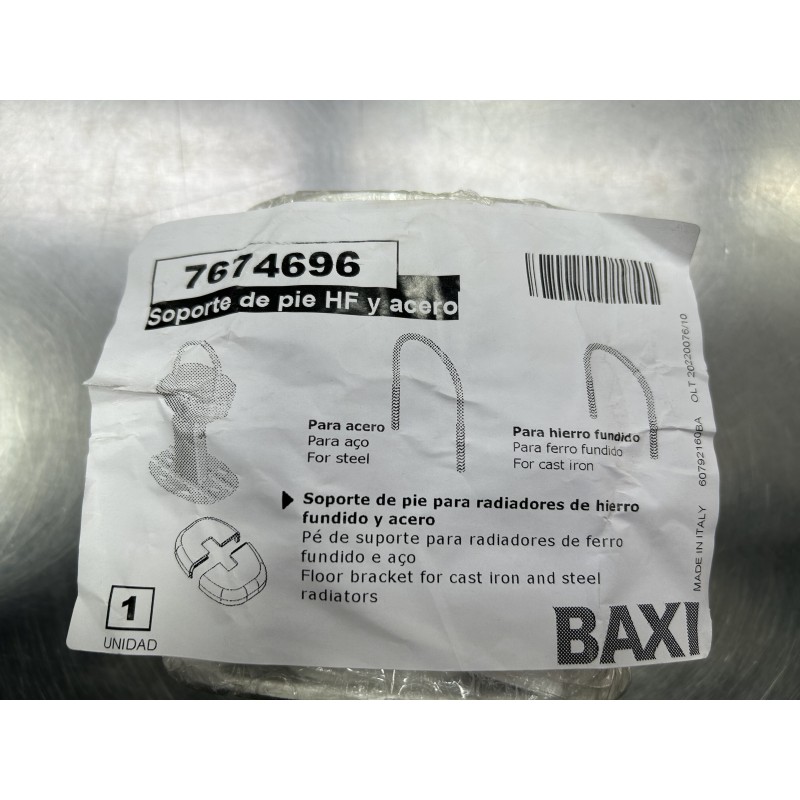 7674696
Soporte de pie HF y acero
Para acero
Para aço
For steel
Para hierro fundido
Para ferro fundido
For cast iron
Soporte de pie para radiadores de hierro
fundido y acero
Pé de suporte para radiadores de ferro
fundido e aço
Floor bracket for cast iron and steel
radiators
1
UNIDAD
BAXI
MADE IN ITALY 60792160BA OLT 20220076/10